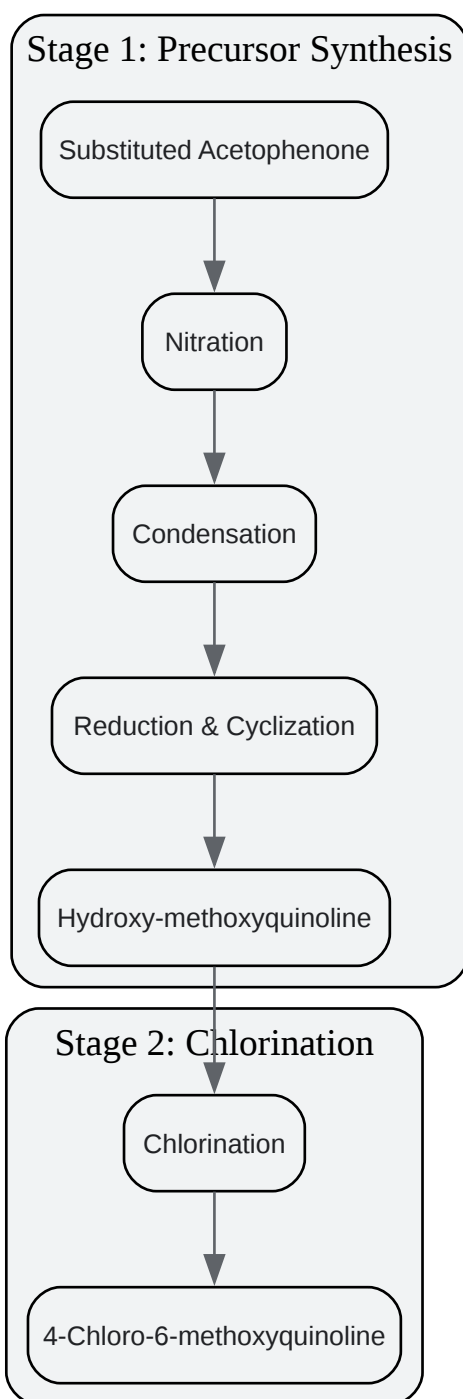 Stage 1: Precursor Synthesis
Substituted Acetophenone
Nitration
Condensation
Reduction & Cyclization
Hydroxy-methoxyquinoline
Stage 2: Chlorination
Chlorination
4-Chloro-6-methoxyquinoline